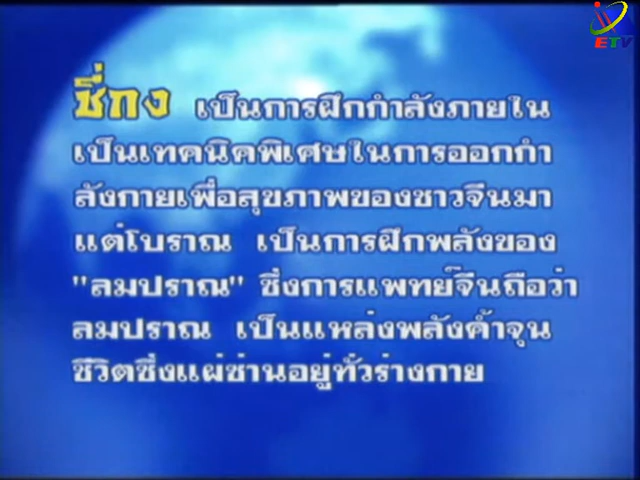 ETV
ชี่กง เป็นการฝึกกำลังภายใน
เป็นเทคนิคพิเศษในการออกกำ
ลังกายเพื่อสุขภาพของชาวจีนมา
แต่โบราณ เป็นการฝึกพลังของ
"ลมปราณ" ซึ่งการแพทย์จีนถือว่า
ลมปราณ เป็นแหล่งพลังค้ำจุน
ชีวิตซึ่งแผ่ซ่านอยู่ทั่วร่างกาย